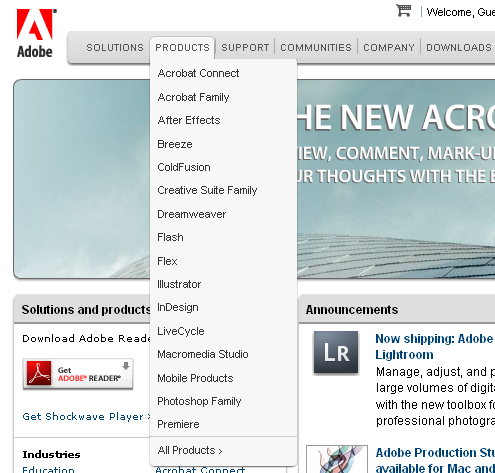 Welcome, Gue
Adobe
SOLUTIONS PRODUCTS SUPPORT COMMUNITIES COMPANY DOWNLOADS
Acrobat Connect
Acrobat Family
After Effects
Breeze
ColdFusion
Creative Suite Family
Dreamweaver
Flash
Flex
Illustrator
InDesign
LiveCycle
Macromedia Studio
Mobile Products
Photoshop Family
Premiere
All Products ›
HE NEW ACRO
IEW, COMMENT, MARK-U
UR THOUGHTS WITH THE E
Solutions and products
Download Adobe Reade
Get
ADOBE® READER®
Get Shockwave Player ›
Industries
Education
Acrobat Connect
Announcements
LR
Now shipping: Adobe
Lightroom
Manage, adjust, and p
large volumes of digita
with the new toolbox fo
professional photogra
Adobe Production Stu
available for Mac and